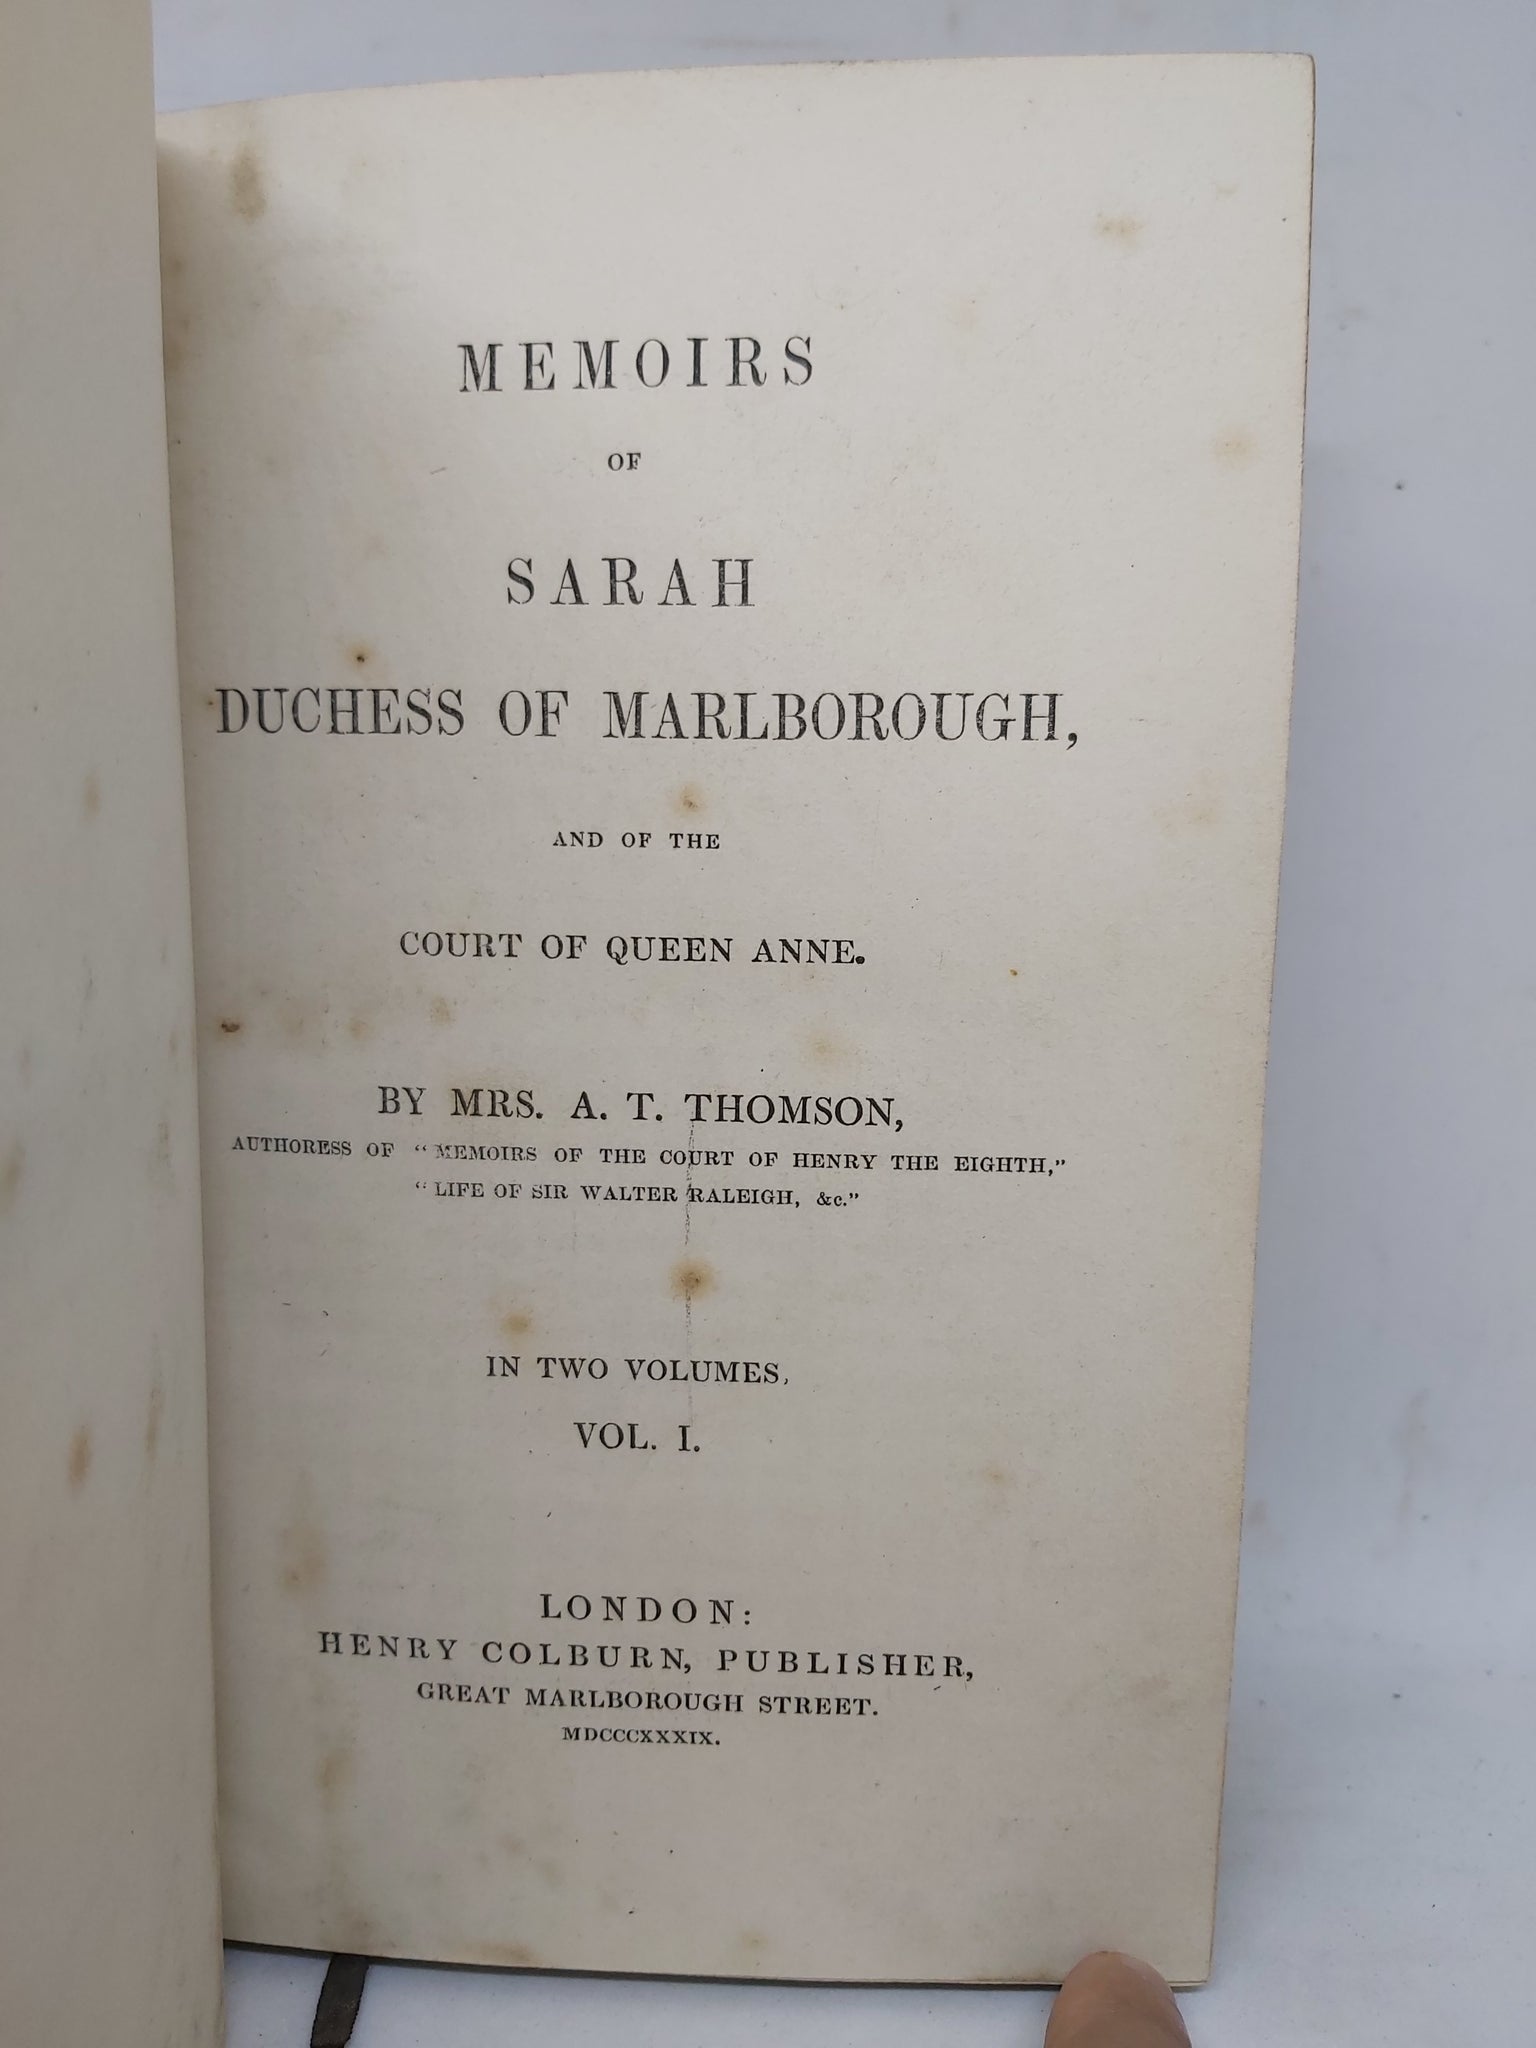 MEMOIRS
OF
SARAH
DUCHESS OF MARLBOROUGH,
AND OF THE
COURT OF QUEEN ANNE.
BY MRS. A. T. THOMSON,
AUTHORESS OF "MEMOIRS OF THE COURT OF HENRY THE EIGHTH,"
"LIFE OF SIR WALTER RALEIGH, &c."
IN TWO VOLUMES,
VOL. I.
LONDON:
HENRY COLBURN, PUBLISHER,
GREAT MARLBOROUGH STREET.
MDCCCXXXIX.